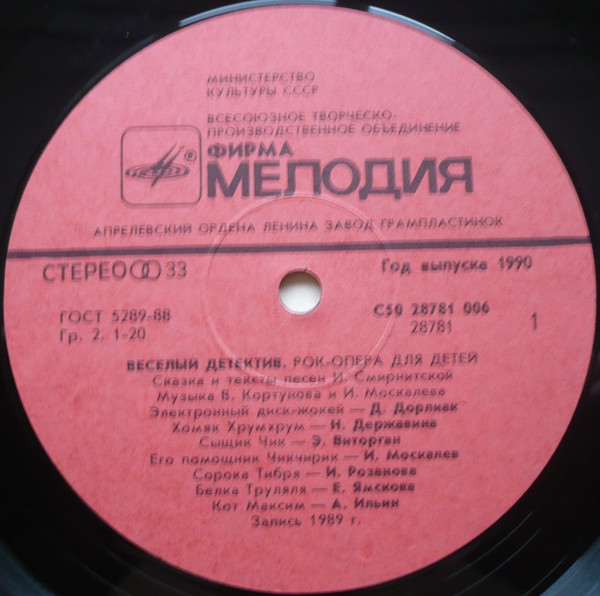 МИНИСТЕРСТВО
КУЛЬТУРЫ СССР
ВСЕСОЮЗНОЕ ТВОРЧЕСКО-
ПРОИЗВОДСТВЕННОЕ ОБЪЕДИНЕНИЕ
®
ФИРМА
МЕЛОДИЯ
АПРЕЛЕВСКИЙ ОРДЕНА ЛЕНИНА ЗАВОД ГРАМПЛАСТИНОК
СТЕРЕО 33
Год выпуска 1990
ГОСТ 5289-88
Гр. 2, 1-20
С50 28781 006
28781
1
ВЕСЕЛЫЙ ДЕТЕКТИВ, РОК-ОПЕРА ДЛЯ ДЕТЕЙ
Сказка и тексты песен И. Смирнитской
Музыка В. Кортукова и И. Москалева
Электронный диск-жокей — Д. Дорлиак
Хомяк Хрумхрум — И. Державина
Сыщик Чик — Э. Виторган
Его помощник Чикчирик — И. Москалев
Сорока Тибря — И. Розанова
Белка Труляля — Е. Ямскова
Кот Максим — А. Ильин
Запись 1989 г.